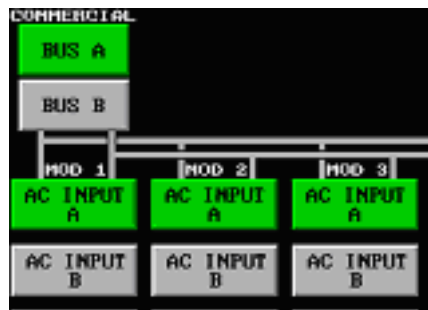 COMMERCIAL
BUS A
BUS B
MOD 1 MOD 2 MOD 3
AC INPUT A AC INPUT A AC INPUT A
AC INPUT B AC INPUT B AC INPUT B